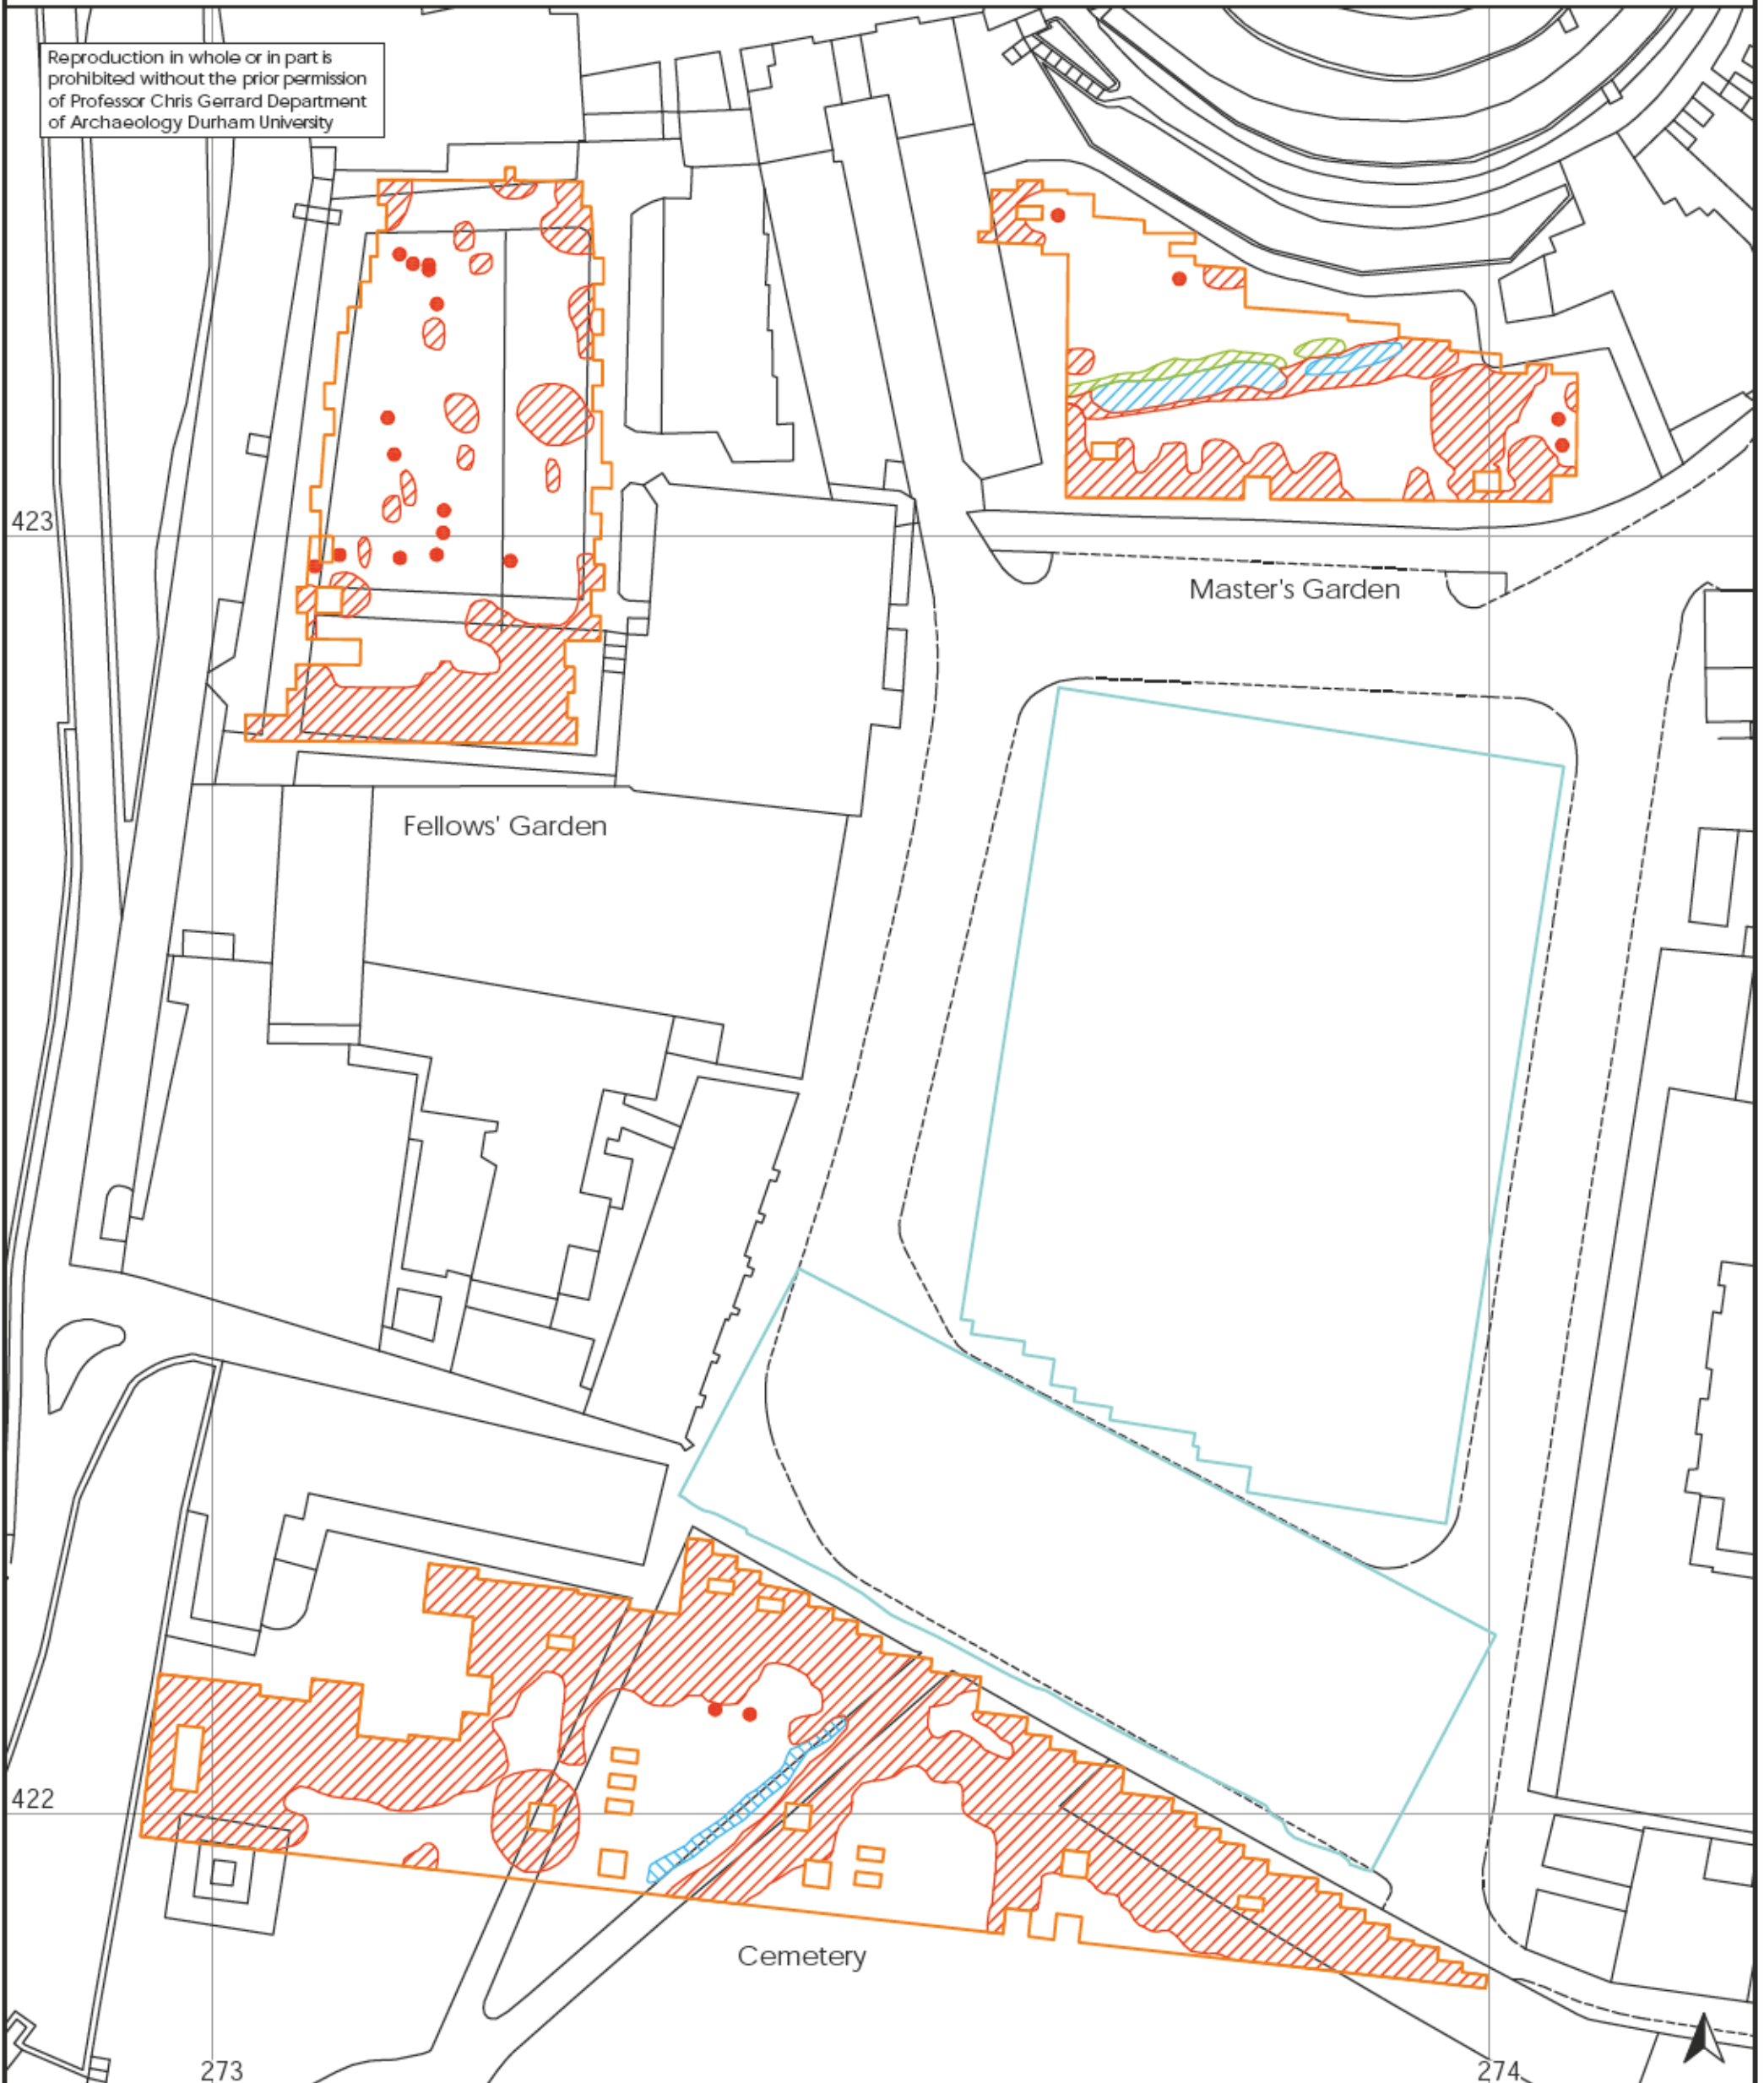 Reproduction in whole or in part is
prohibited without the prior permission
of Professor Chris Gerrard Department
of Archaeology Durham University
423
Master's Garden
Fellows' Garden
422
Cemetery
273
274